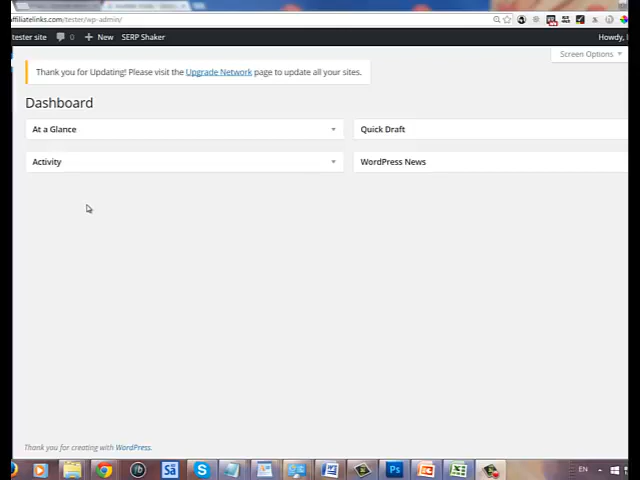 ffiliatelinks.com/tester/wp-admin/
tester site 0 New SERP Shaker Howdy,
Screen Options
Thank you for Updating! Please visit the Upgrade Network page to update all your sites.
Dashboard
At a Glance Quick Draft
Activity WordPress News
Thank you for creating with WordPress.
EN